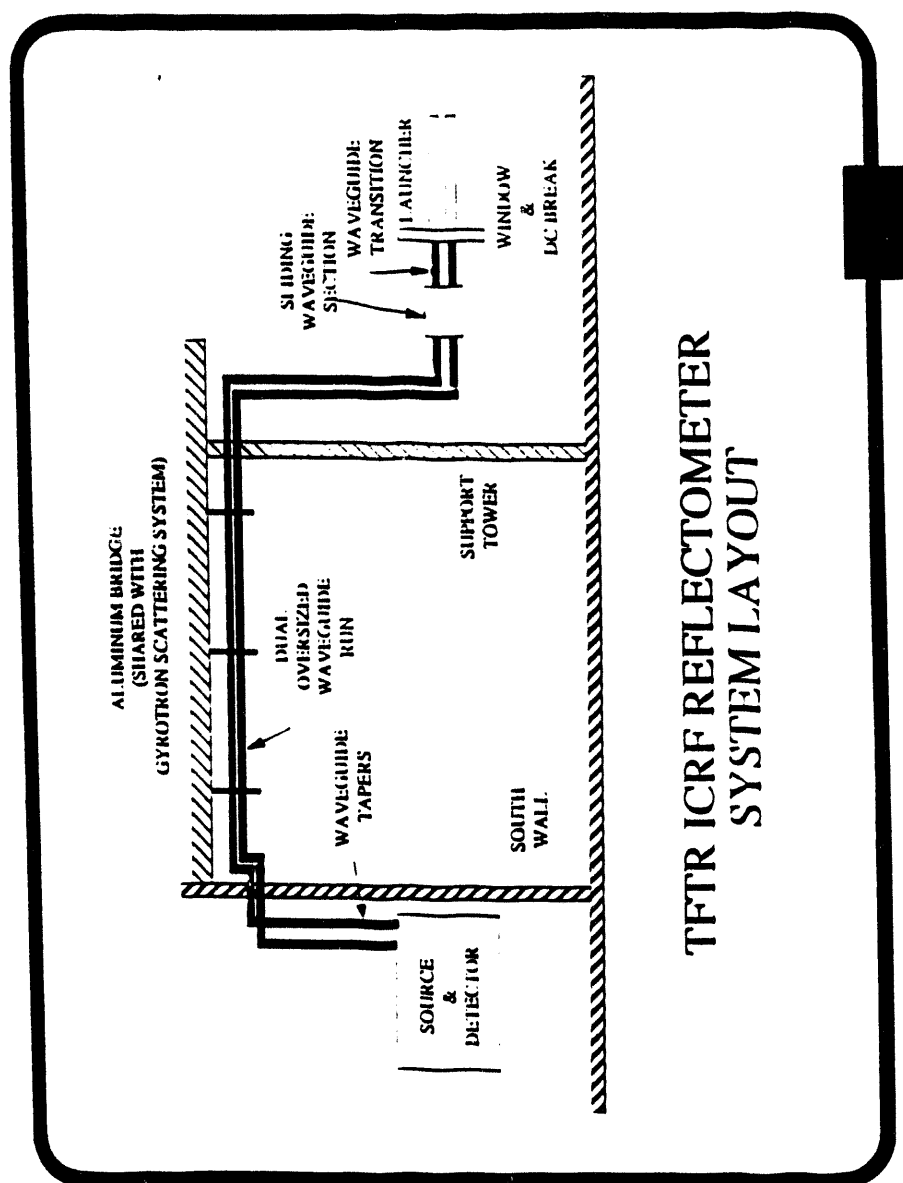 ALUMINUM BRIDGE
(SHARED WITH
GYROTRON SCATTERING SYSTEM)
DUAL
OVERSIZED
WAVEGUIDE
RUN
WAVEGUIDE
TAPERS
SLIDING
WAVEGUIDE
SECTION
WAVEGUIDE
TRANSITION
LAUNCHER
WINDOW
&
DC BREAK
SOURCE
&
DETECTOR
SOUTH
WALL
SUPPORT
TOWER
TFTR ICRF REFLECTOMETER
SYSTEM LAYOUT